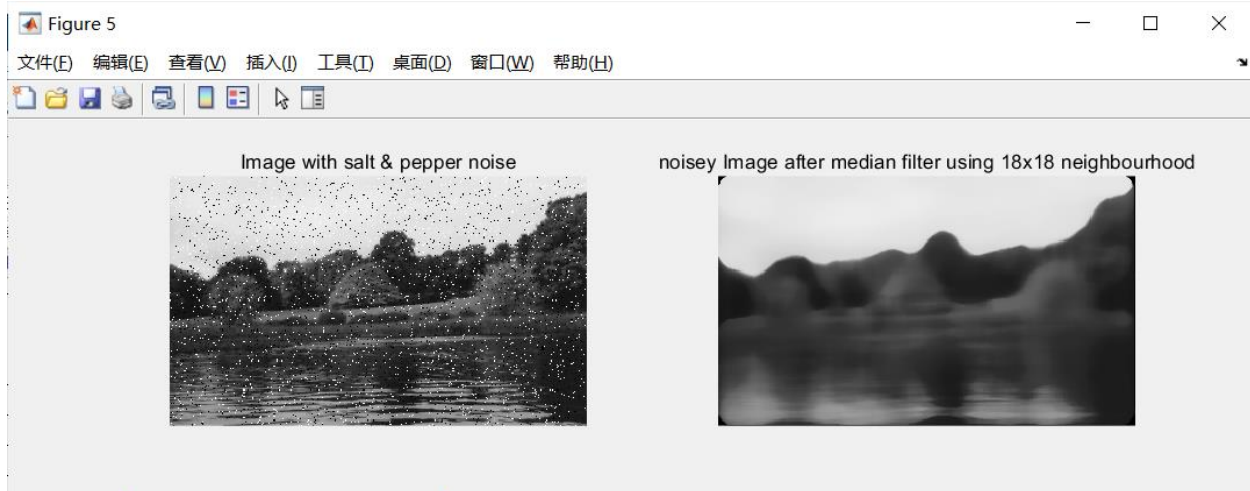 Figure 5
文件(F) 编辑(E) 查看(V) 插入(I) 工具(T) 桌面(D) 窗口(W) 帮助(H)
Image with salt & pepper noise
noisey Image after median filter using 18x18 neighbourhood